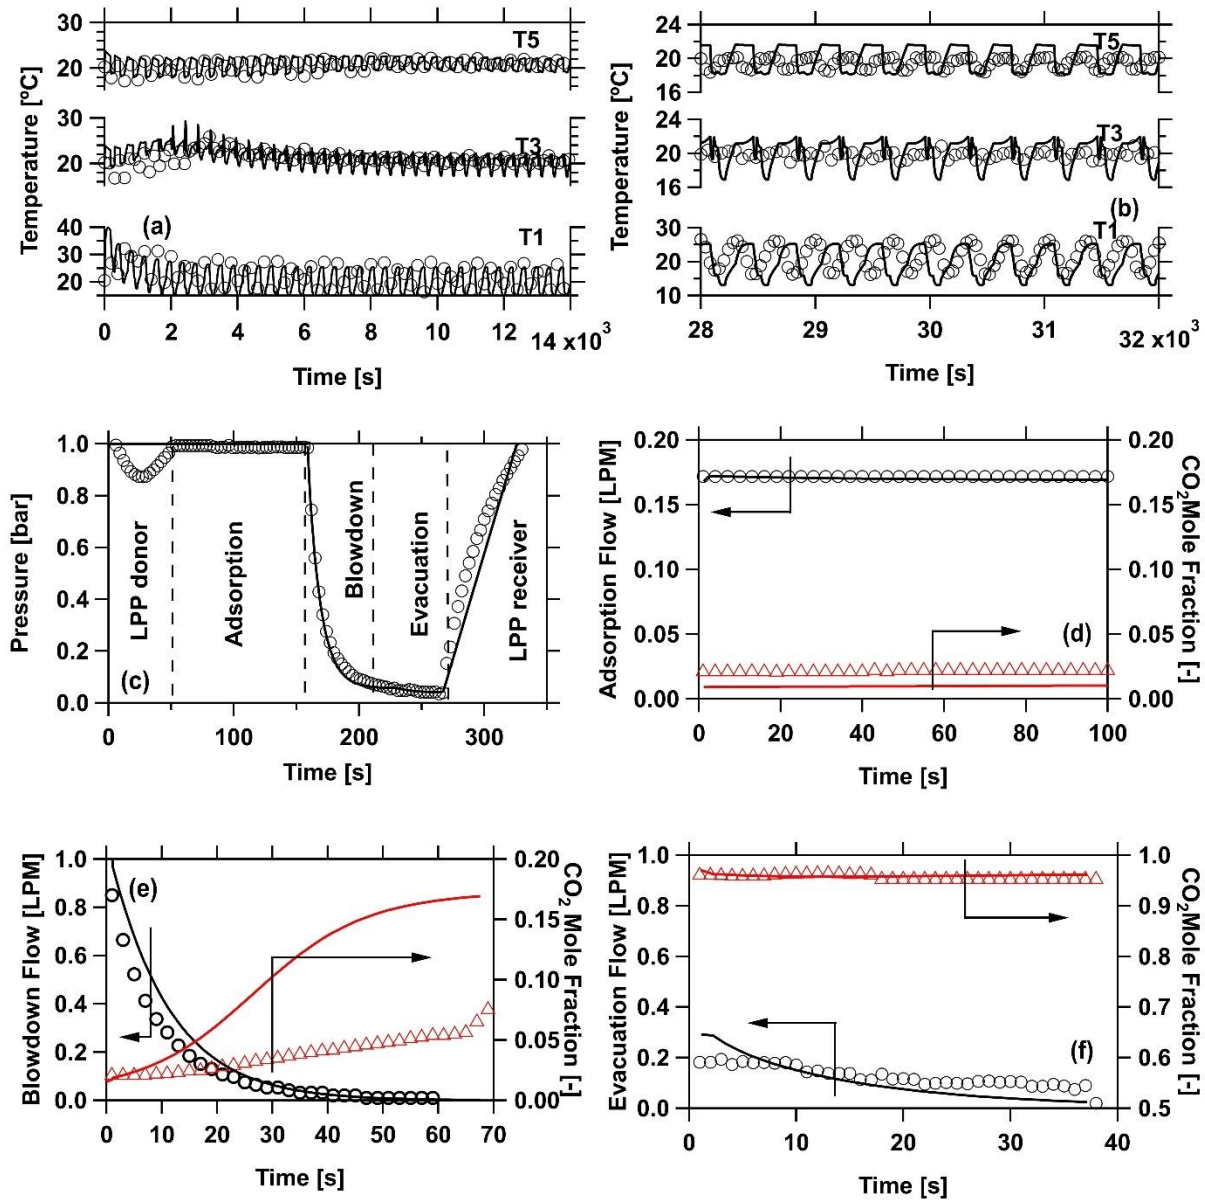 30
20
T5
30
20
T3
40
30
20
(a)
T1
Temperature [ºC]
0 2 4 6 8 10 12 14 x10³
Time [s]
24
20
16
T5
24
20
16
T3
30
20
10
T1
(b)
Temperature [ºC]
28 29 30 31 32 x10³
Time [s]
1.0
0.8
0.6
0.4
0.2
0.0
Pressure [bar]
LPP donor
Adsorption
Blowdown
Evacuation
LPP receiver
(c)
0 100 200 300
Time [s]
0.20
0.15
0.10
0.05
0.00
Adsorption Flow [LPM]
(d)
0.20
0.15
0.10
0.05
0.00
CO₂Mole Fraction [-]
0 20 40 60 80 100
Time [s]
1.0
0.8
0.6
0.4
0.2
0.0
Blowdown Flow [LPM]
(e)
0.20
0.15
0.10
0.05
0.00
CO₂ Mole Fraction [-]
0 10 20 30 40 50 60 70
Time [s]
1.0
0.8
0.6
0.4
0.2
0.0
Evacuation Flow [LPM]
(f)
1.0
0.9
0.8
0.7
0.6
0.5
CO₂Mole Fraction [-]
0 10 20 30 40
Time [s]